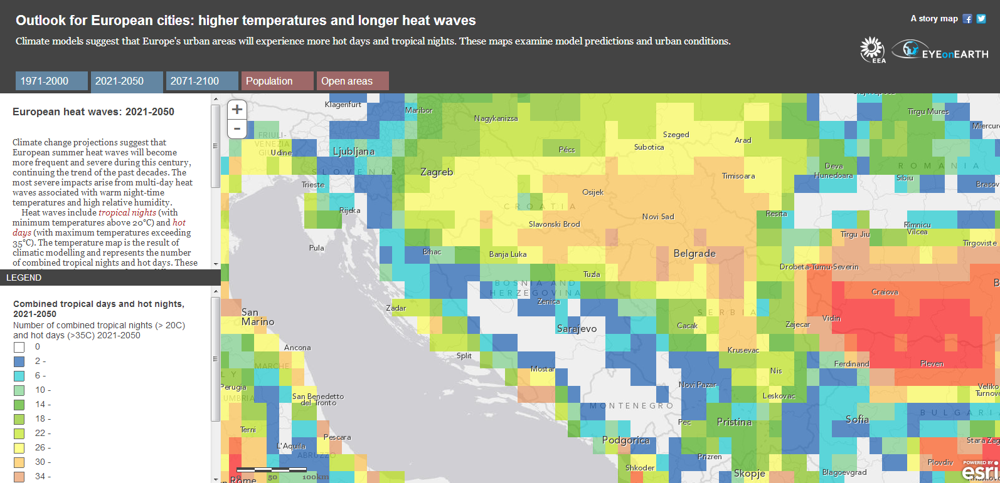 Outlook for European cities: higher temperatures and longer heat waves
A story map
Climate models suggest that Europe's urban areas will experience more hot days and tropical nights. These maps examine model predictions and urban conditions.
EEA
EYEonEARTH
1971-2000
2021-2050
2071-2100
Population
Open areas
European heat waves: 2021-2050
Climate change projections suggest that
European summer heat waves will become
more frequent and severe during this century,
continuing the trend of the past decades. The
most severe impacts arise from multi-day heat
waves associated with warm night-time
temperatures and high relative humidity.
Heat waves include tropical nights (with
minimum temperatures above 20°C) and hot
days (with maximum temperatures exceeding
35°C). The temperature map is the result of
climatic modelling and represents the number
of combined tropical nights and hot days. These
LEGEND
Combined tropical days and hot nights,
2021-2050
Number of combined tropical nights (> 20C)
and hot days (>35C) 2021-2050
0
2 -
6 -
10 -
14 -
18 -
22 -
26 -
30 -
34 -
+
-
Klagenfurt
Maribor
Nagykanizsa
Tirgu Mures
Miercur
FRIULI-
VENEZIA
Udine
Ljubljana
Szeged
Subotica
Arad
Pécs
SLOVENIA
Zagreb
Timisoara
Deva
Hunedoara
ROMANIA
Sibiu
Brasov
Trieste
Osijek
Rijeka
CROATIA
Novi Sad
Resita
Slavonski Brod
Rimnicu
Vilcea
Tirgu Jiu
Tirgoviste
Pula
Bihac
Banja Luka
Belgrade
Drobeta-Turnu-Severin
Tuzla
BOSNIA AND
HERZEGOVINA
Craiova
Zenica
San
Marino
Zadar
SERBIA
Vidin
Sarajevo
Cacak
Zajecar
Ancona
Split
Krusevac
Ferdinand
Pleven
MARCHE
Mostar
Nis
Perugia
UMBRIA
Novi Pazar
Leskovac
Veliko
Turnovo
San Benedetto
del Tronto
MONTENEGRO
BULGARI
Terni
Pec
Pristina
Sofia
Pescara
Podgorica
Stara Zag
L'Aquila
ABRUZZO
Prizren
Plovdiv
Shkoder
Skopje
Blagoevgrad
Rome
0 50 100km
POWERED BY
esri